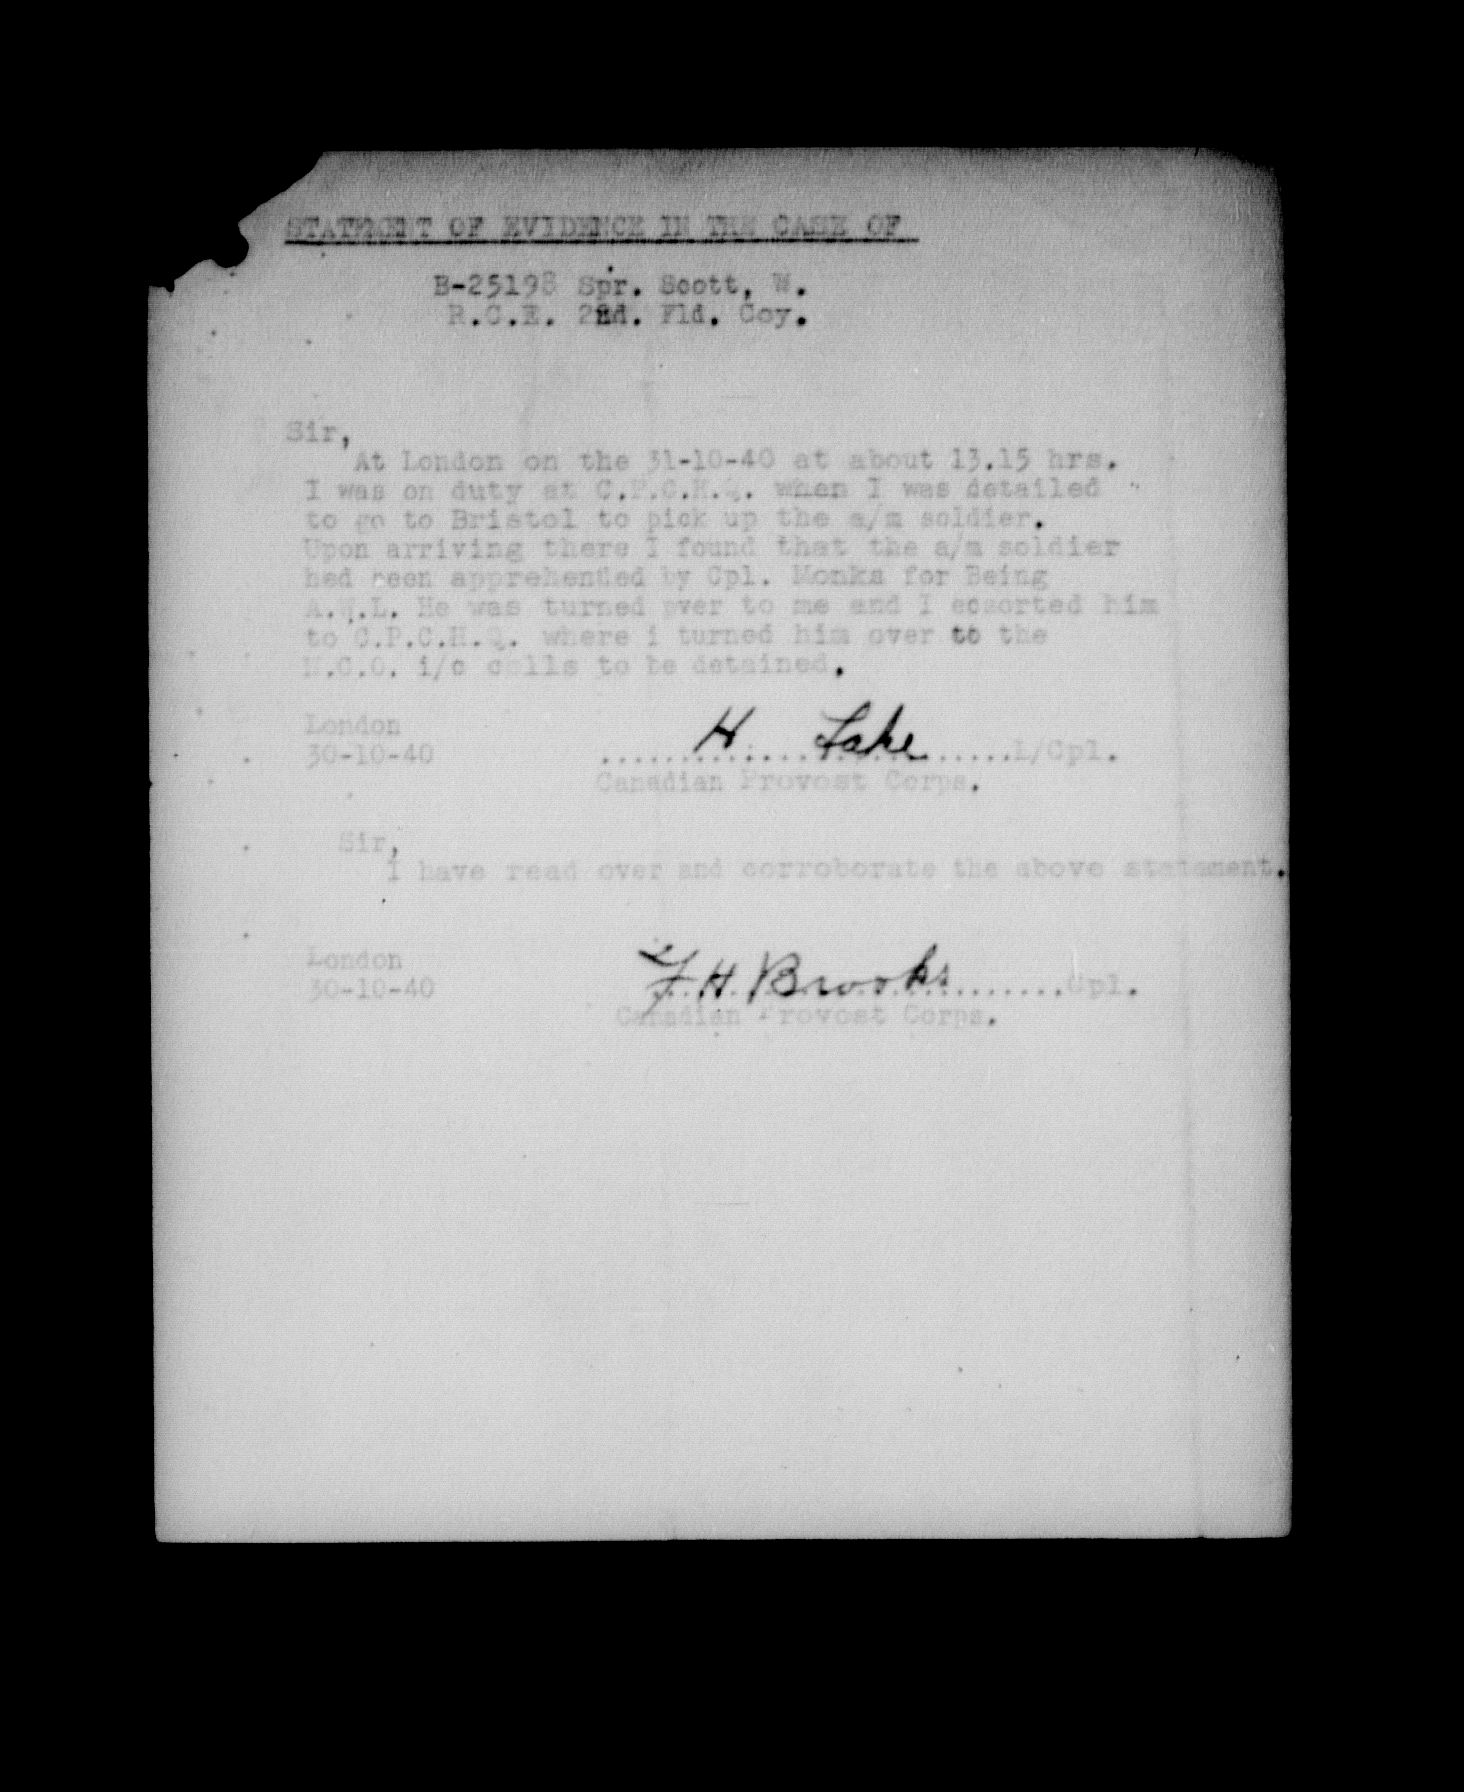 STATEMENT OF EVIDENCE IN THE CASE OF
B-25198 Spr. Scott, W.
R.C.E. 2nd. Fld. Coy.
Sir,
At London on the 31-10-40 at about 13.15 hrs.
I was on duty at C.P.C.H.Q. when I was detailed
to go to Bristol to pick up the a/m soldier.
Upon arriving there I found that the a/m soldier
had been apprehended by Cpl. Monks for Being
A.W.L. He was turned over to me and I ecsorted him
to C.P.C.H.Q. where i turned him over to the
N.C.O. i/c cells to be detained.
London
30-10-40 H Lake L/Cpl.
Canadian Provost Corps.
Sir,
I have read over and corroborate the above statement.
London
30-10-40 F H Brooks Cpl.
Canadian Provost Corps.